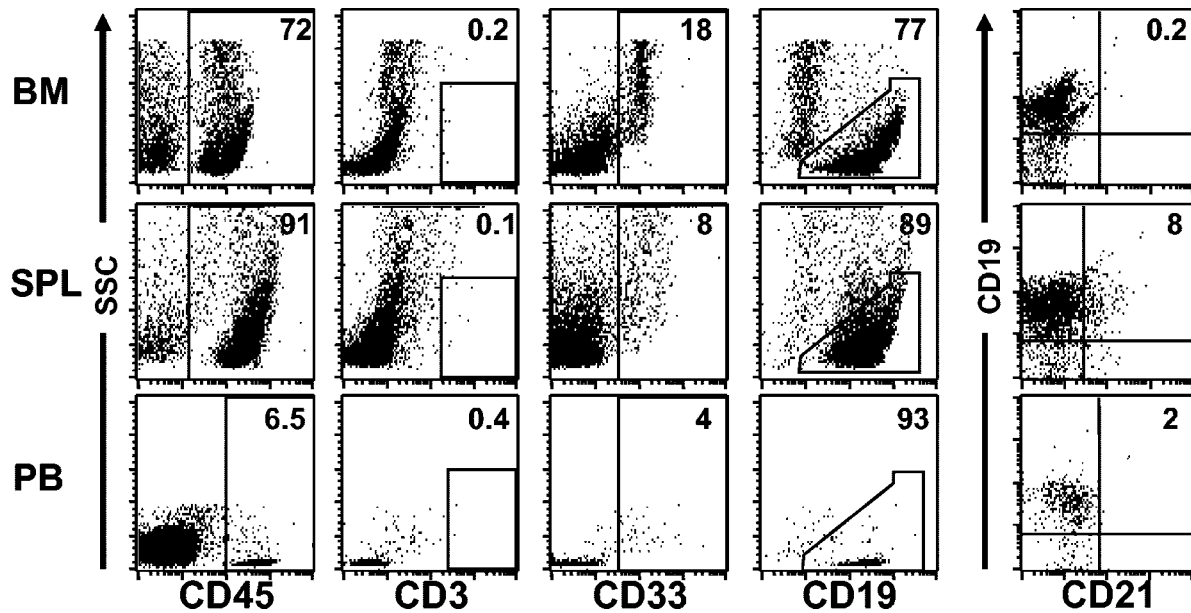 BM 72 0.2 18 77 0.2
SPL 91 0.1 8 89 8
SSC CD19
PB 6.5 0.4 4 93 2
CD45 CD3 CD33 CD19 CD21